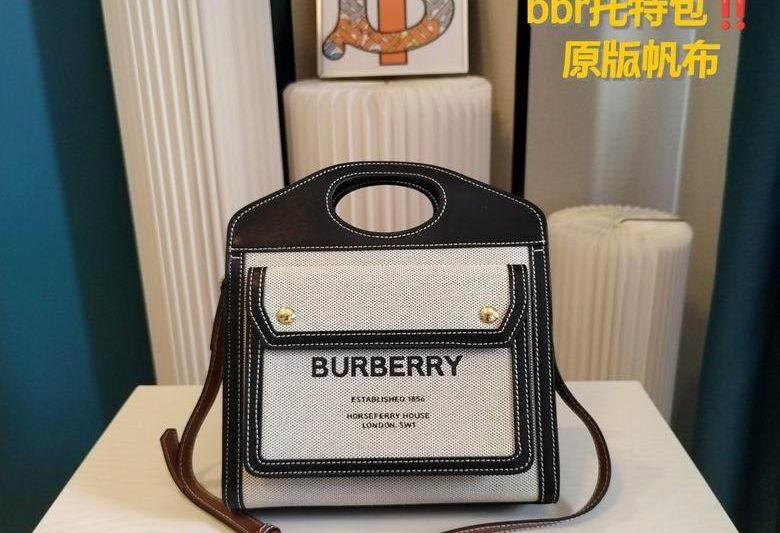 bbr托特包‼️
原版帆布
BURBERRY
ESTABLISHED 1856
HORSEFERRY HOUSE
LONDON. SW1